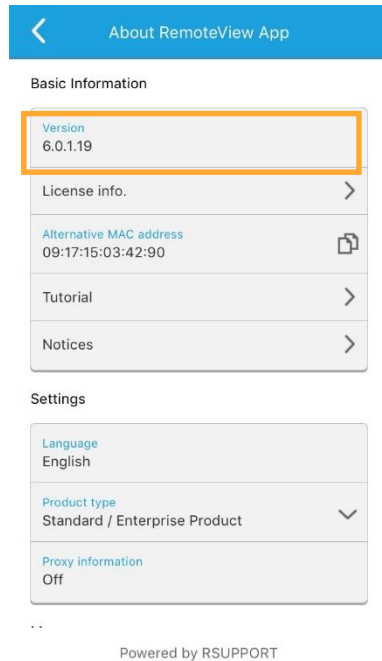 About RemoteView App
Basic Information
Version
6.0.1.19
License info.
Alternative MAC address
09:17:15:03:42:90
Tutorial
Notices
Settings
Language
English
Product type
Standard / Enterprise Product
Proxy information
Off
Powered by RSUPPORT